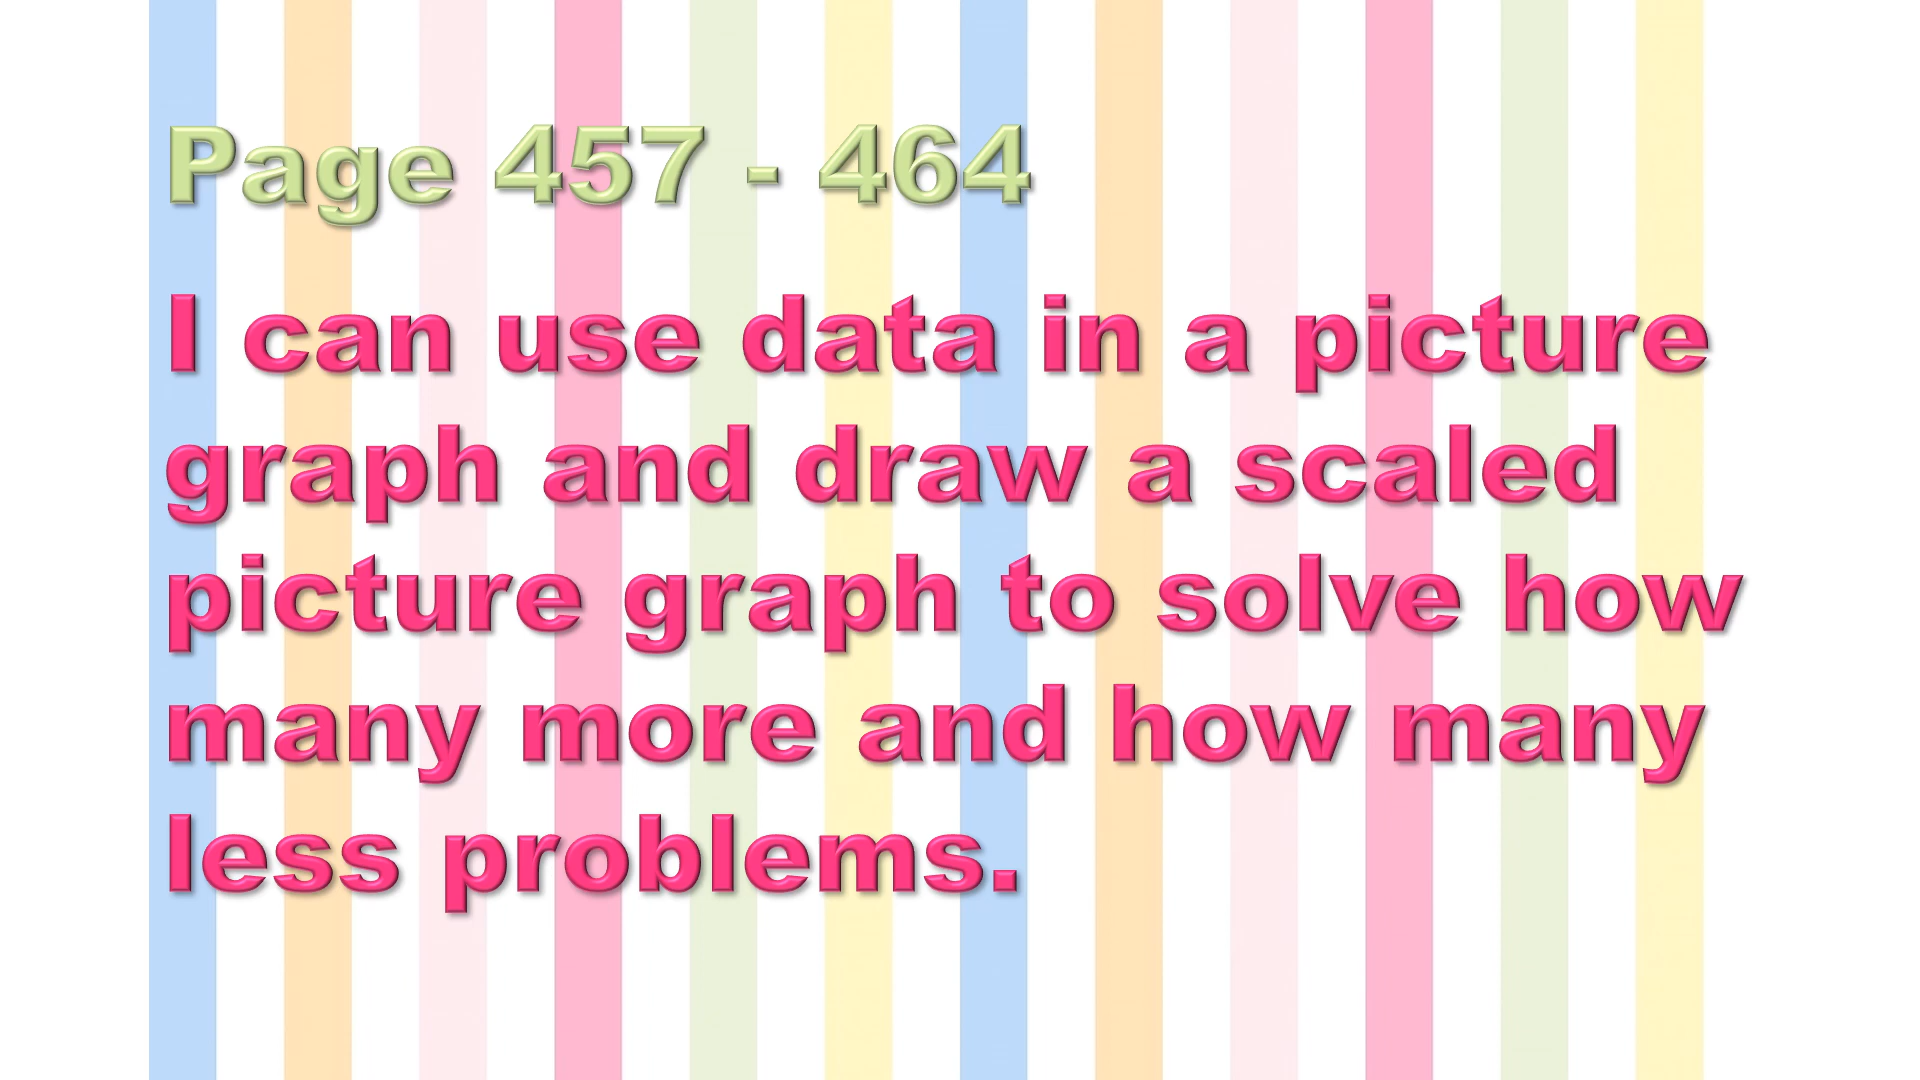 Page 457 - 464
I can use data in a picture
graph and draw a scaled
picture graph to solve how
many more and how many
less problems.